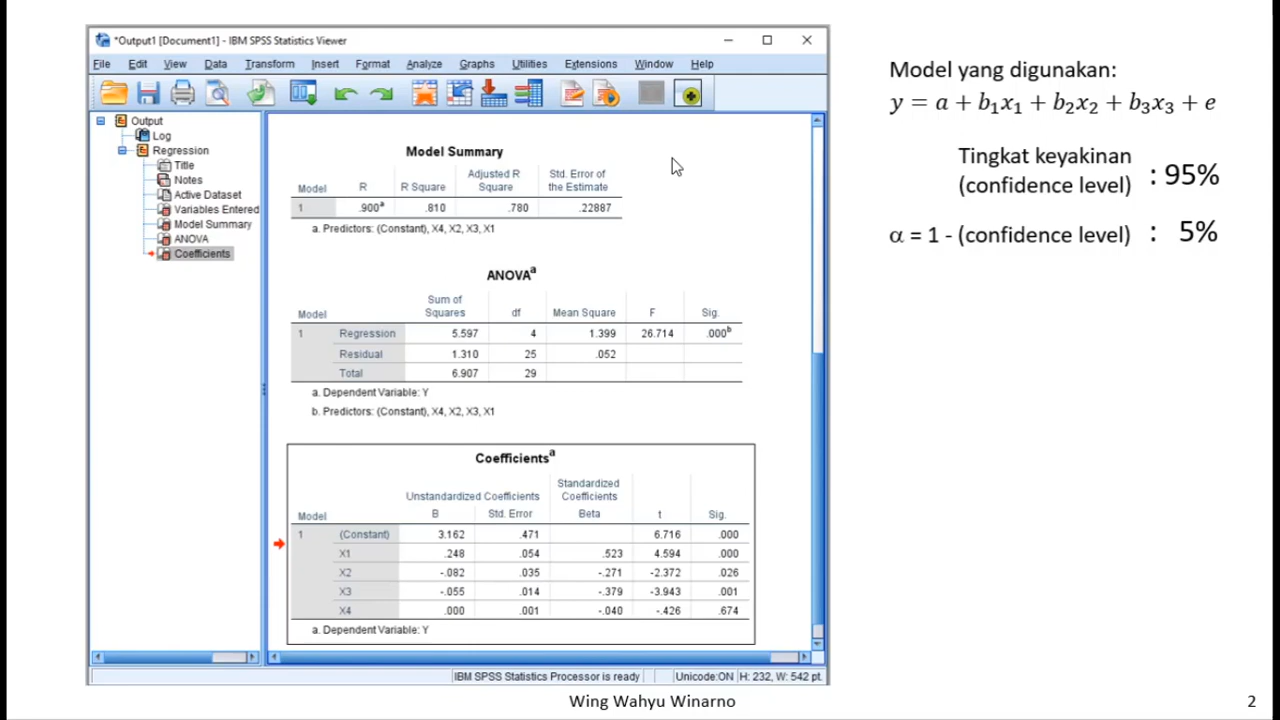 *Output1 [Document1] - IBM SPSS Statistics Viewer
File Edit View Data Transform Insert Format Graphs Analyze Utilities Extensions Window Help
Output
Log
Regression
Title
Notes
Active Dataset
Variables Entered
Model Summary
ANOVA
Coefficients
Model Summary
Model R R Square Adjusted R Square Std. Error of the Estimate
1 .900a .810 .780 .22887
a. Predictors: (Constant), X4, X2, X3, X1
ANOVAa
Model Sum of Squares df Mean Square F Sig.
1 Regression 5.597 4 1.399 26.714 .000b
Residual 1.310 25 .052
Total 6.907 29
a. Dependent Variable: Y
b. Predictors: (Constant), X4, X2, X3, X1
Coefficientsa
Unstandardized Coefficients Standardized Coefficients
Model B Std. Error Beta t Sig.
1 (Constant) 3.162 .471 6.716 .000
X1 .248 .054 .523 4.594 .000
X2 -.082 .035 -.271 -2.372 .026
X3 -.055 .014 -.379 -3.943 .001
X4 .000 .001 -.040 -.426 .674
a. Dependent Variable: Y
IBM SPSS Statistics Processor is ready Unicode:ON H: 232, W: 542 pt.
Model yang digunakan:
y = a + b₁x₁ + b₂x₂ + b₃x₃ + e
Tingkat keyakinan
(confidence level) : 95%
α = 1 - (confidence level) : 5%
Wing Wahyu Winarno
2